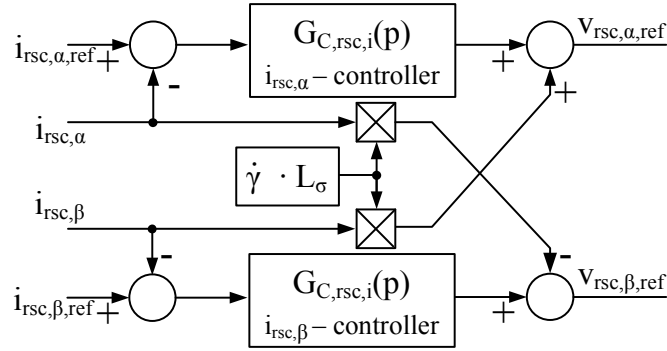 i_rsc,α,ref
+
-
G_C,rsc,i(p)
i_rsc,α – controller
+
+
v_rsc,α,ref
i_rsc,α
γ̇ · L_σ
i_rsc,β
-
i_rsc,β,ref
+
G_C,rsc,i(p)
i_rsc,β – controller
+
-
v_rsc,β,ref